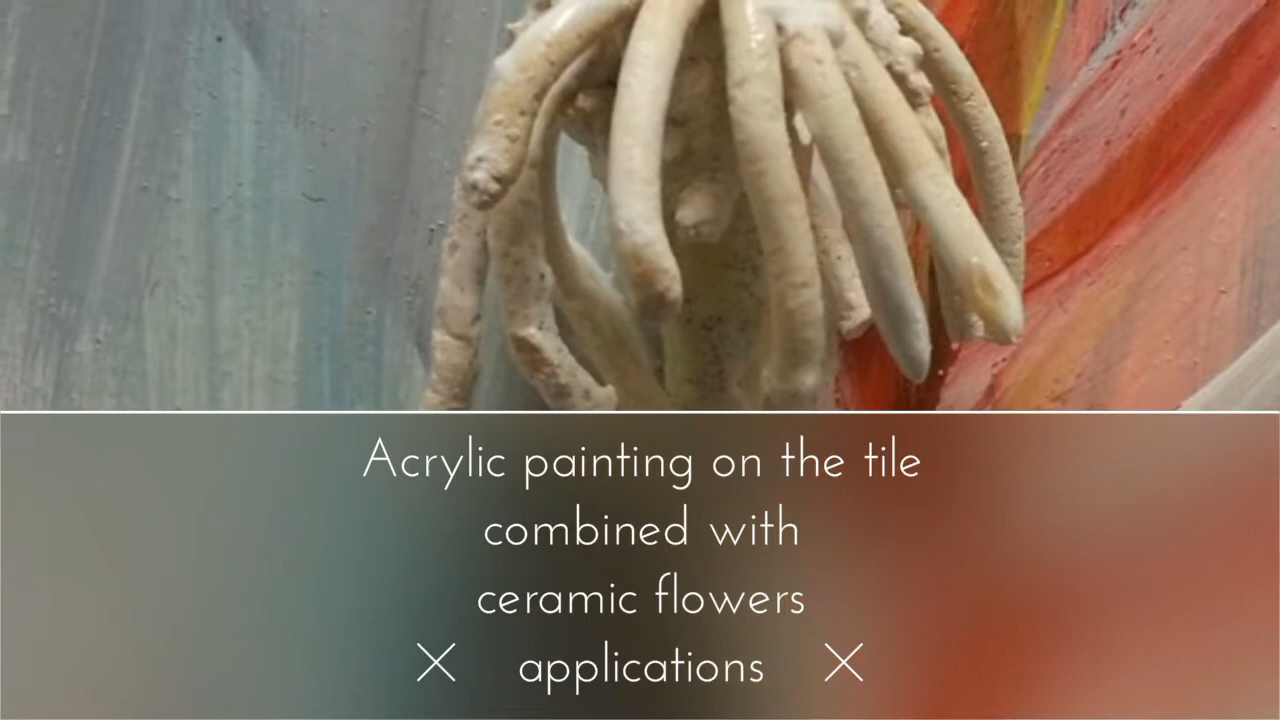 Acrylic painting on the tile
combined with
ceramic flowers
applications